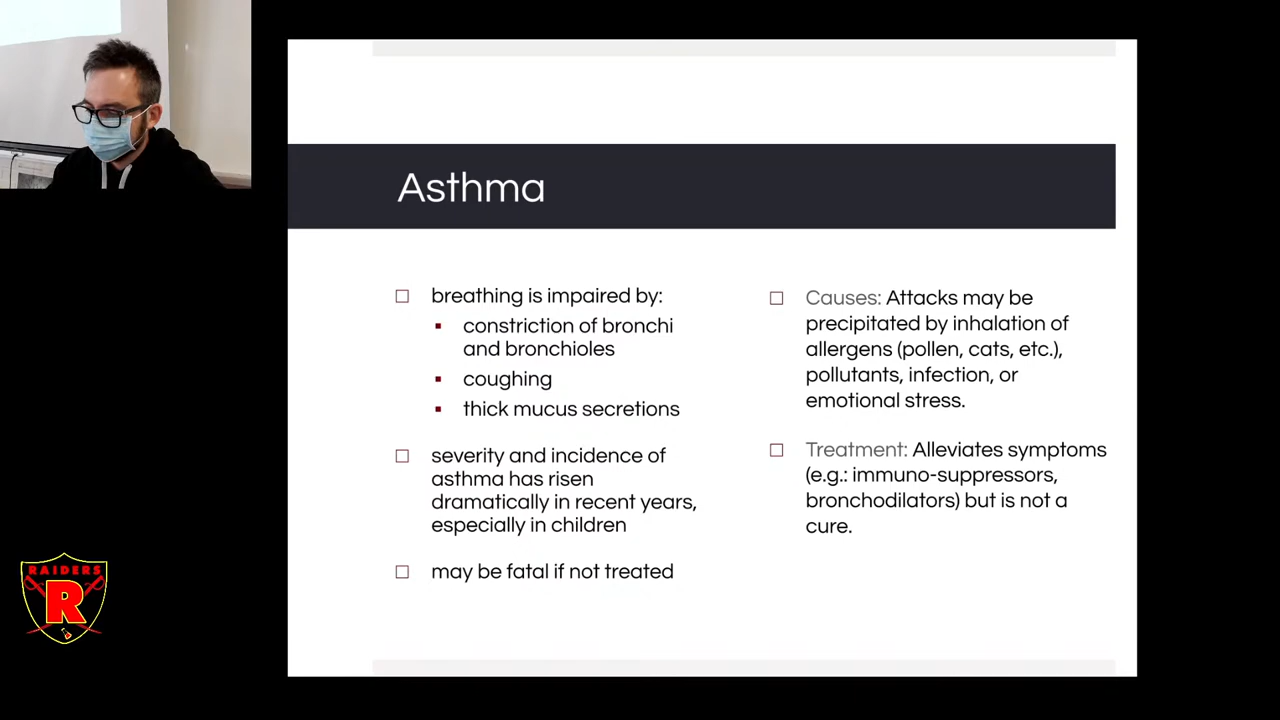 Asthma
breathing is impaired by:
constriction of bronchi
and bronchioles
coughing
thick mucus secretions
severity and incidence of
asthma has risen
dramatically in recent years,
especially in children
may be fatal if not treated
Causes: Attacks may be
precipitated by inhalation of
allergens (pollen, cats, etc.),
pollutants, infection, or
emotional stress.
Treatment: Alleviates symptoms
(e.g.: immuno-suppressors,
bronchodilators) but is not a
cure.
RAIDERS
R